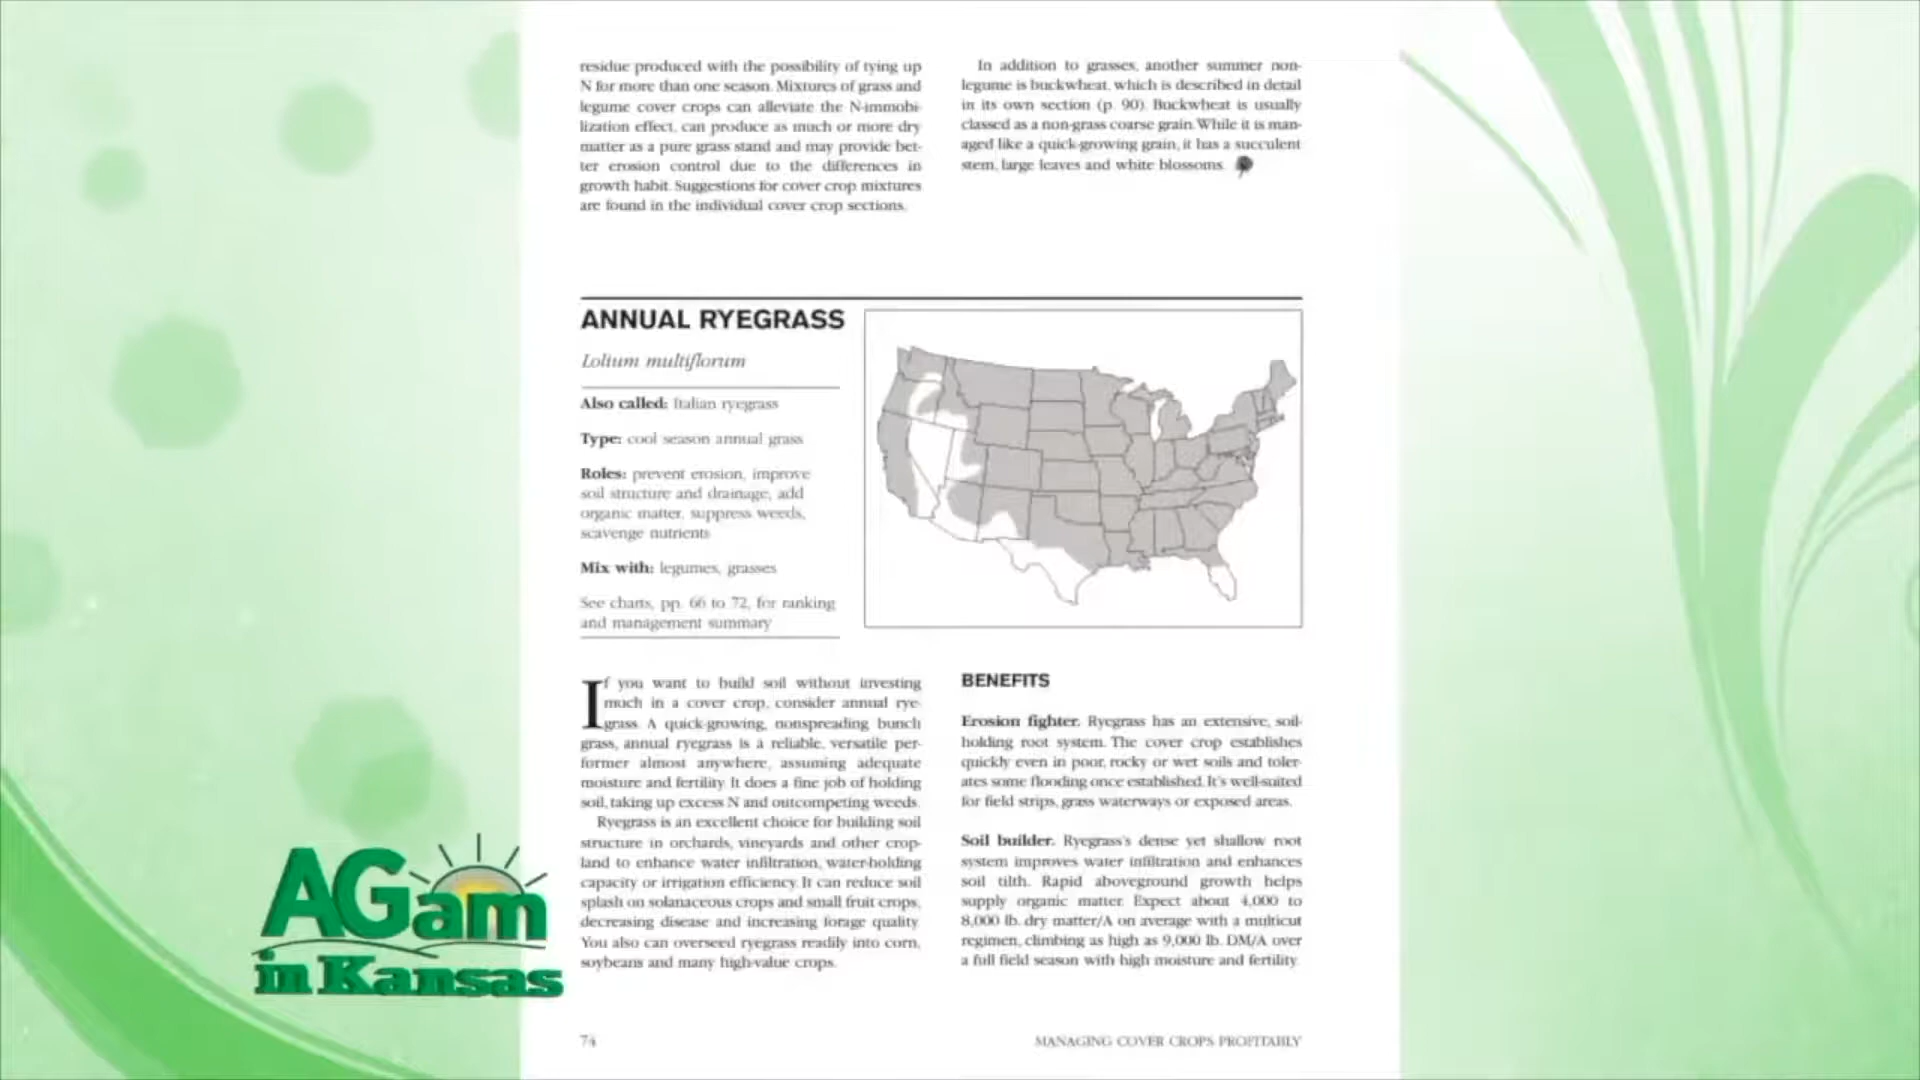 residue produced with the possibility of tying up
N for more than one season. Mixtures of grass and
legume cover crops can alleviate the N-immobi-
lization effect, can produce as much or more dry
matter as a pure grass stand and may provide bet-
ter erosion control due to the differences in
growth habit. Suggestions for cover crop mixtures
are found in the individual cover crop sections.
In addition to grasses, another summer non-
legume is buckwheat, which is described in detail
in its own section (p. 90). Buckwheat is usually
classed as a non-grass coarse grain. While it is man-
aged like a quick-growing grain, it has a succulent
stem, large leaves and white blossoms.
ANNUAL RYEGRASS
Lolium multiflorum
Also called: Italian ryegrass
Type: cool season annual grass
Roles: prevent erosion, improve
soil structure and drainage, add
organic matter, suppress weeds,
scavenge nutrients
Mix with: legumes, grasses
See charts, pp. 66 to 72, for ranking
and management summary
If you want to build soil without investing
much in a cover crop, consider annual rye-
grass. A quick-growing, nonspreading bunch
grass, annual ryegrass is a reliable, versatile per-
former almost anywhere, assuming adequate
moisture and fertility. It does a fine job of holding
soil, taking up excess N and outcompeting weeds.
Ryegrass is an excellent choice for building soil
structure in orchards, vineyards and other crop-
land to enhance water infiltration, water-holding
capacity or irrigation efficiency. It can reduce soil
splash on solanaceous crops and small fruit crops,
decreasing disease and increasing forage quality.
You also can overseed ryegrass readily into corn,
soybeans and many high-value crops.
BENEFITS
Erosion fighter. Ryegrass has an extensive, soil-
holding root system. The cover crop establishes
quickly even in poor, rocky or wet soils and toler-
ates some flooding once established. It's well-suited
for field strips, grass waterways or exposed areas.
Soil builder. Ryegrass's dense yet shallow root
system improves water infiltration and enhances
soil tilth. Rapid aboveground growth helps
supply organic matter. Expect about 4,000 to
8,000 lb. dry matter/A on average with a multicut
regimen, climbing as high as 9,000 lb. DM/A over
a full field season with high moisture and fertility.
74
MANAGING COVER CROPS PROFITABLY
AGam
in Kansas